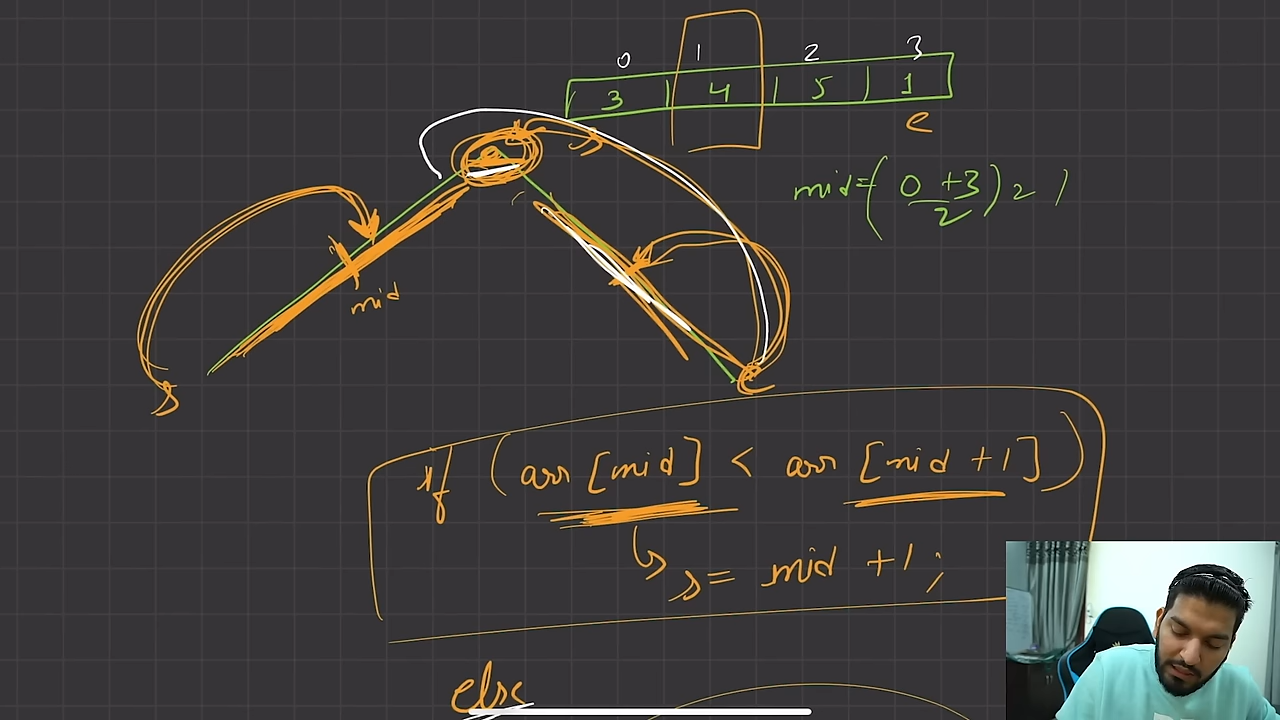 0 1 2 3
3 4 5 1
e
mid = ( 0 + 3 / 2 ) = 1
mid
s
e
if ( arr [mid] < arr [mid + 1] )
s = mid + 1 ;
else